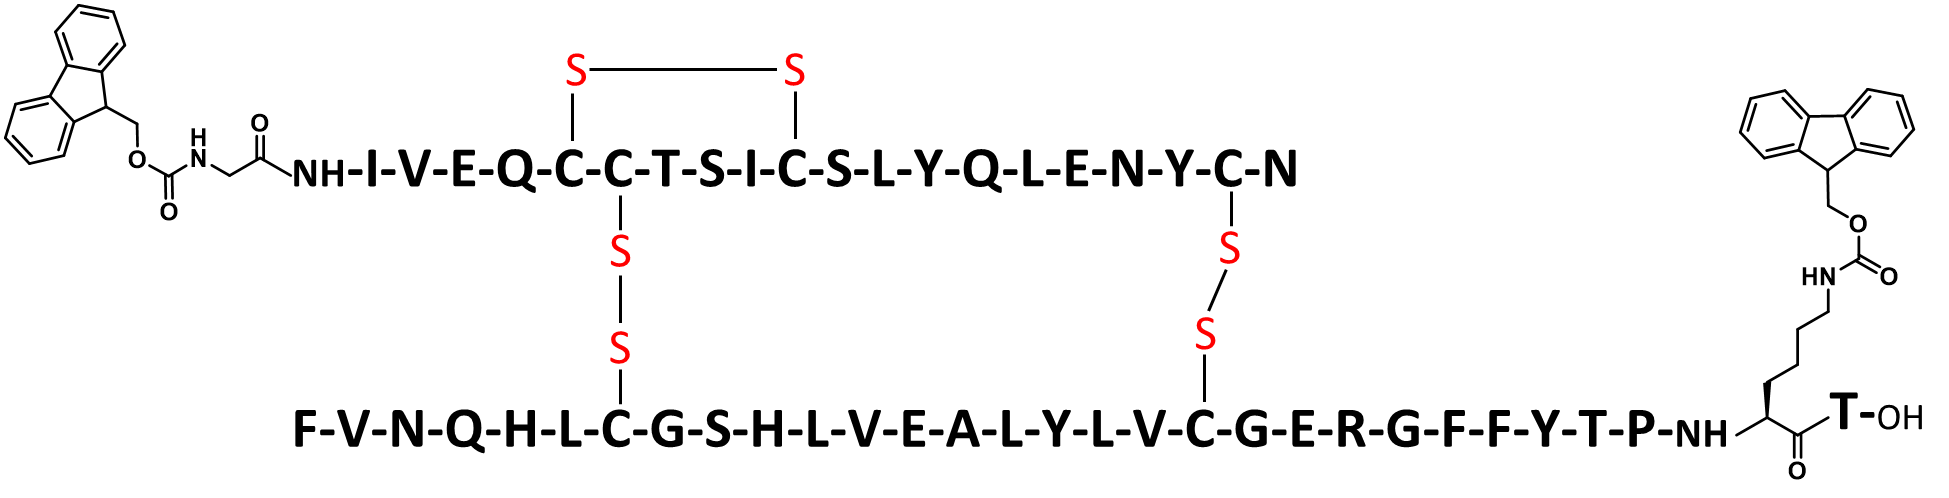 S S
H
N O
O
O
NH-I-V-E-Q-C-C-T-S-I-C-S-L-Y-Q-L-E-N-Y-C-N
S S
S S
O
HN O
F-V-N-Q-H-L-C-G-S-H-L-V-E-A-L-Y-L-V-C-G-E-R-G-F-F-Y-T-P-NH
T-OH
O